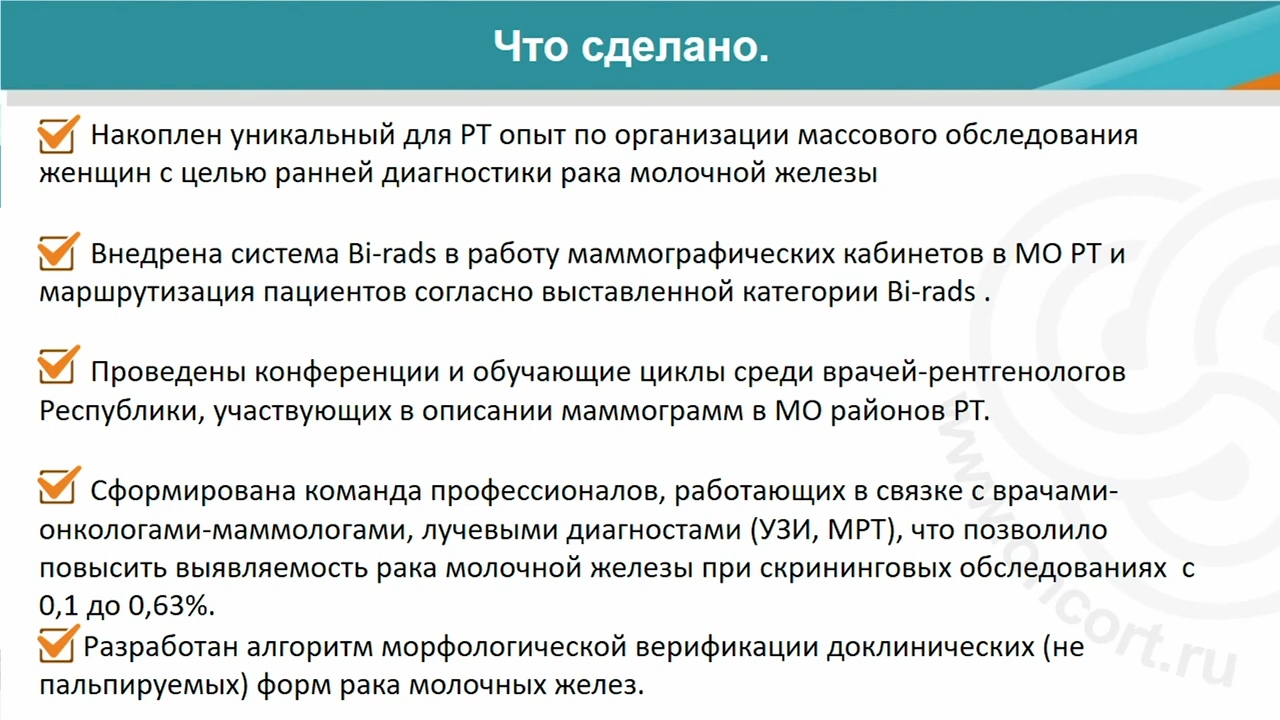 Что сделано.
Накоплен уникальный для РТ опыт по организации массового обследования
женщин с целью ранней диагностики рака молочной железы
Внедрена система Bi-rads в работу маммографических кабинетов в МО РТ и
маршрутизация пациентов согласно выставленной категории Bi-rads .
Проведены конференции и обучающие циклы среди врачей-рентгенологов
Республики, участвующих в описании маммограмм в МО районов РТ.
Сформирована команда профессионалов, работающих в связке с врачами-
онкологами-маммологами, лучевыми диагностами (УЗИ, МРТ), что позволило
повысить выявляемость рака молочной железы при скрининговых обследованиях с
0,1 до 0,63%.
Разработан алгоритм морфологической верификации доклинических (не
пальпируемых) форм рака молочных желез.